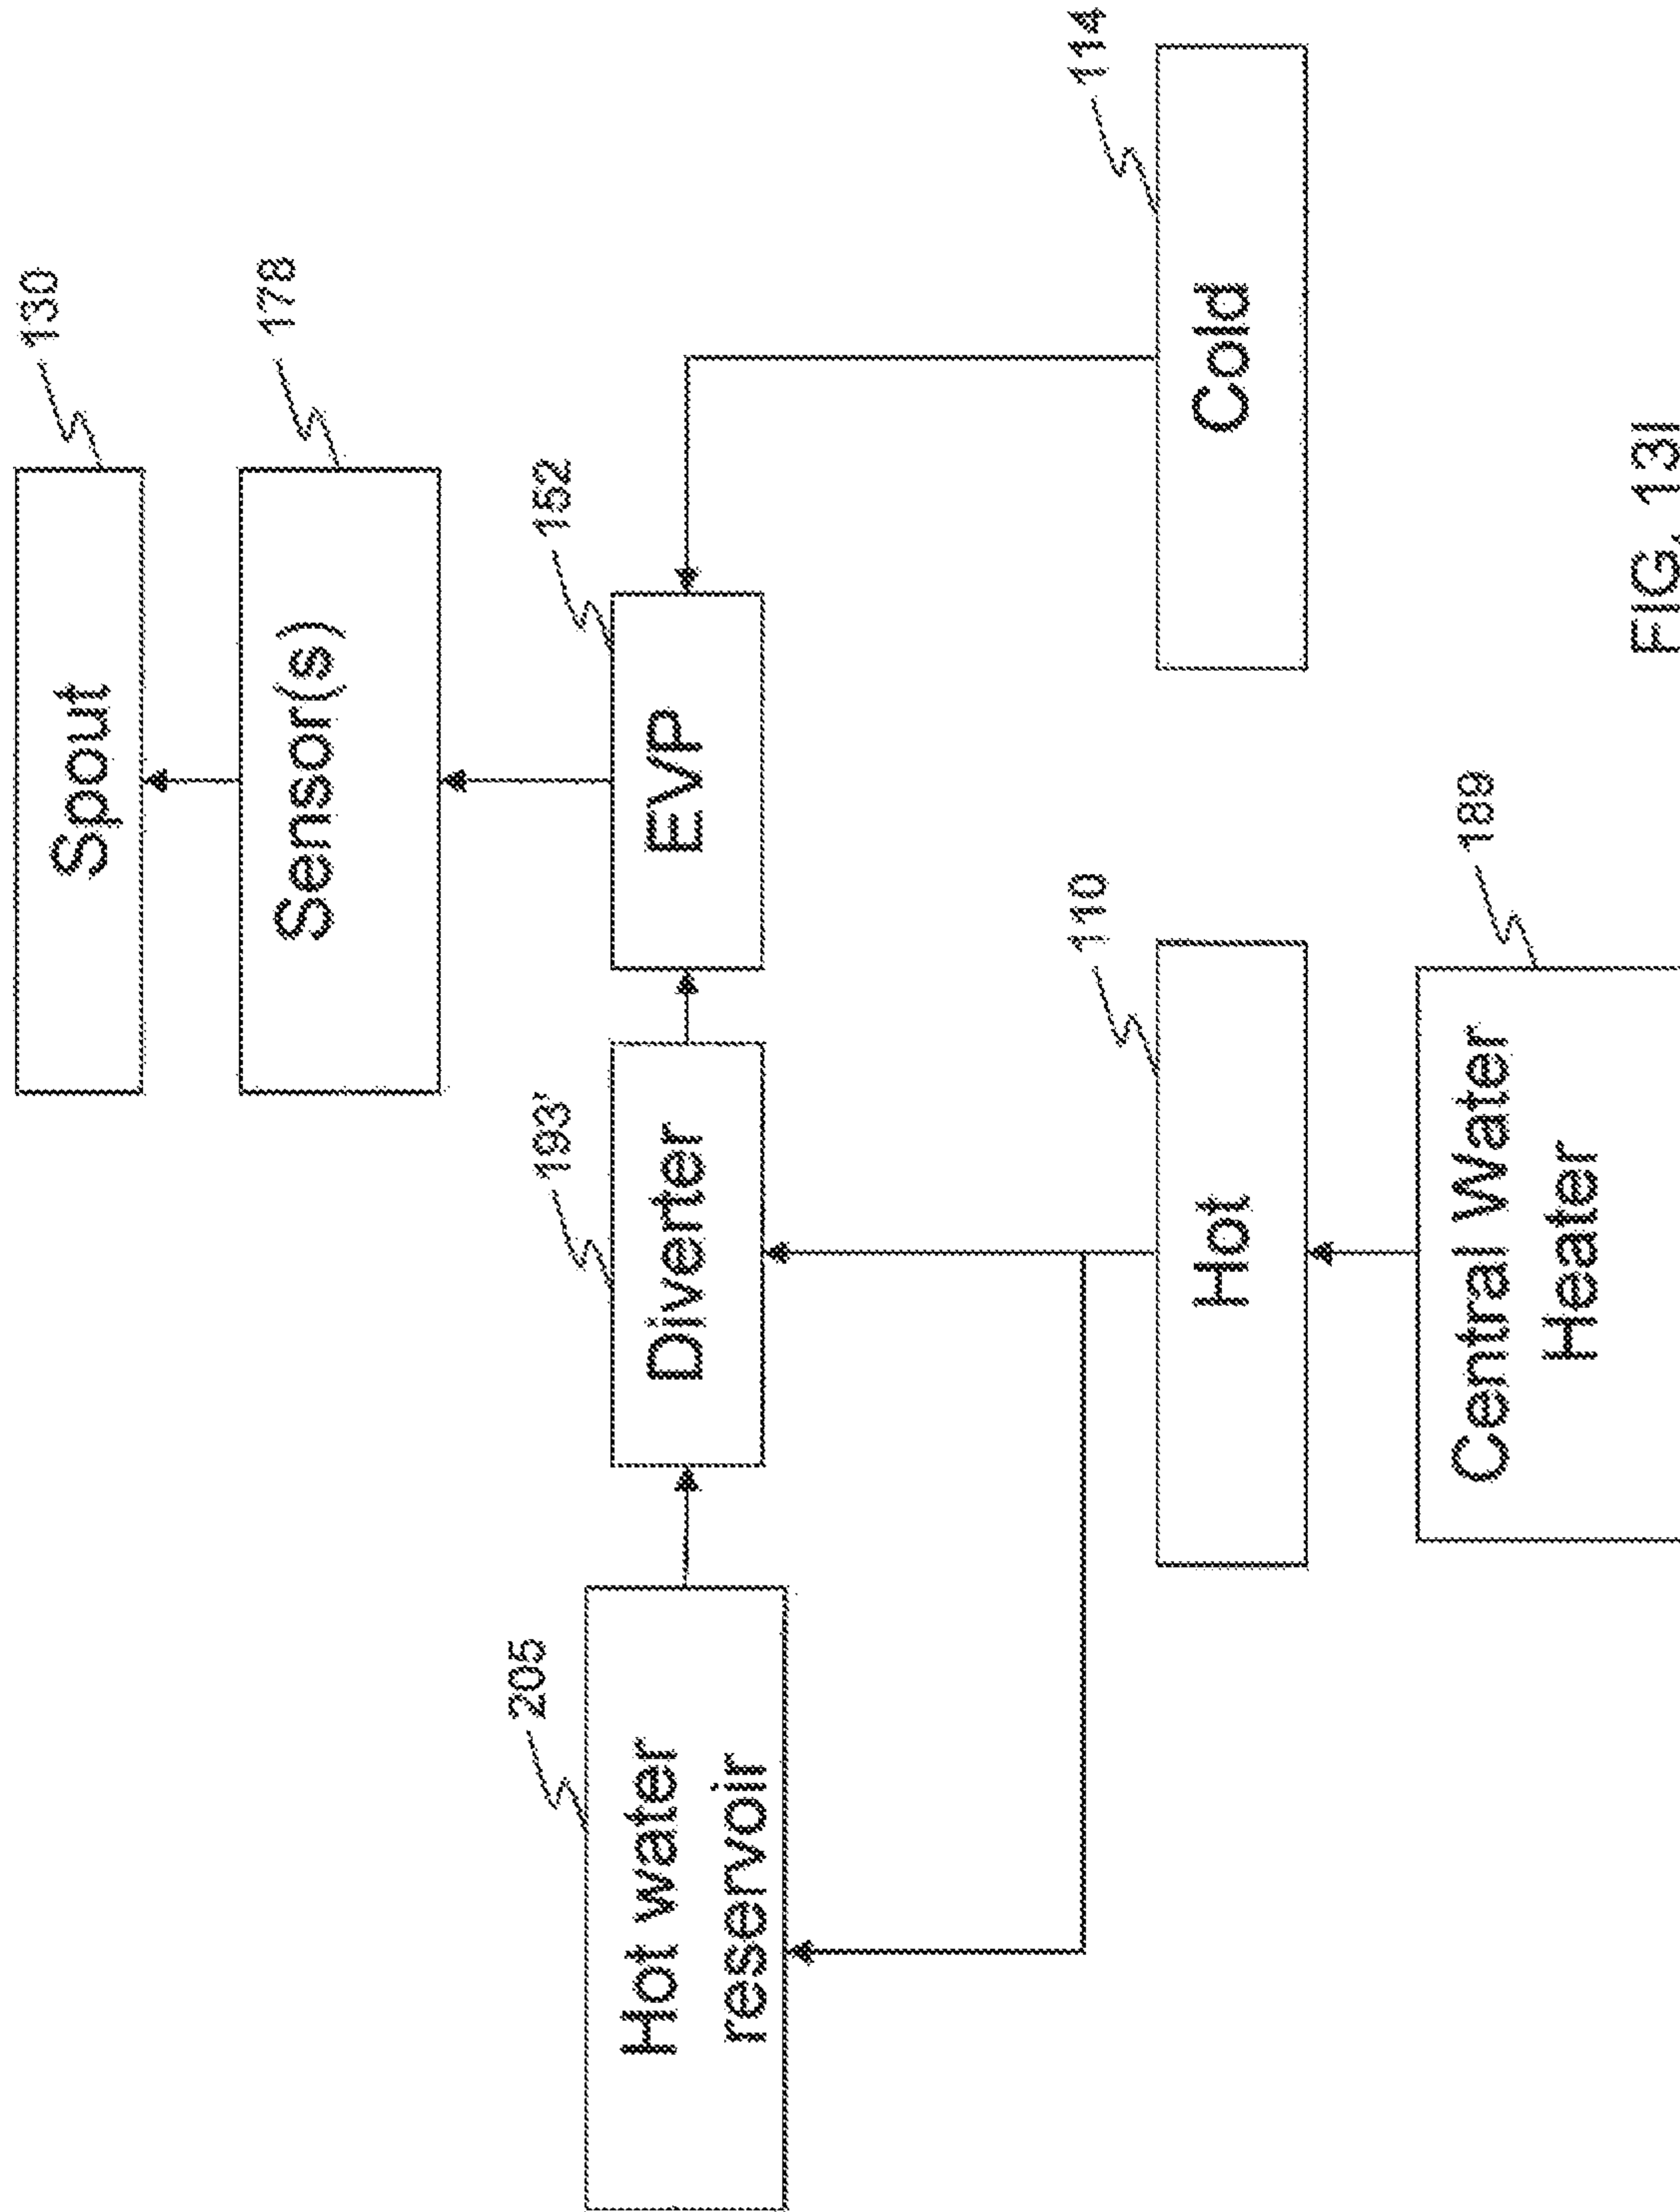 Spout
130
Sensor(s)
178
Hot water
reservoir
205
Diverter
193'
EVP
152
Hot
110
Cold
114
Central Water
Heater
189
FIG. 13I